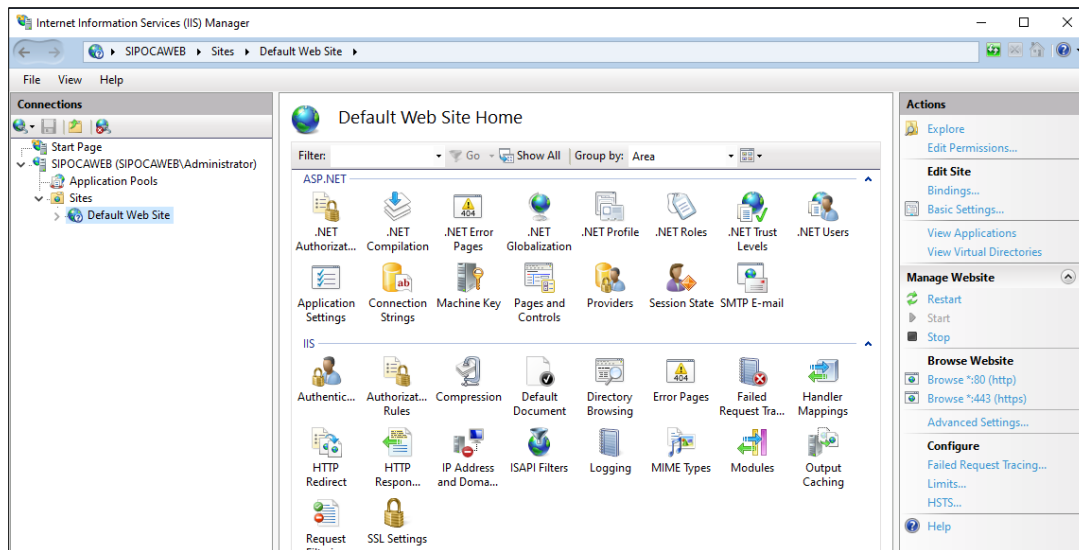 Internet Information Services (IIS) Manager
SIPOCAWEB Sites Default Web Site
File View Help
Connections
Start Page
SIPOCAWEB (SIPOCAWEB\Administrator)
Application Pools
Sites
Default Web Site
Default Web Site Home
Filter: Go Show All Group by: Area
ASP.NET
.NET Authorizat...
.NET Compilation
404
.NET Error Pages
.NET Globalization
.NET Profile
.NET Roles
.NET Trust Levels
.NET Users
Application Settings
ab
Connection Strings
Machine Key
Pages and Controls
Providers
Session State
SMTP E-mail
IIS
Authentic...
Authorizat... Rules
Compression
Default Document
Directory Browsing
404
Error Pages
Failed Request Tra...
Handler Mappings
HTTP Redirect
HTTP Respon...
IP Address and Doma...
ISAPI Filters
Logging
MIME Types
Modules
Output Caching
Request
SSL Settings
Actions
Explore
Edit Permissions...
Edit Site
Bindings...
Basic Settings...
View Applications
View Virtual Directories
Manage Website
Restart
Start
Stop
Browse Website
Browse *:80 (http)
Browse *:443 (https)
Advanced Settings...
Configure
Failed Request Tracing...
Limits...
HSTS...
Help